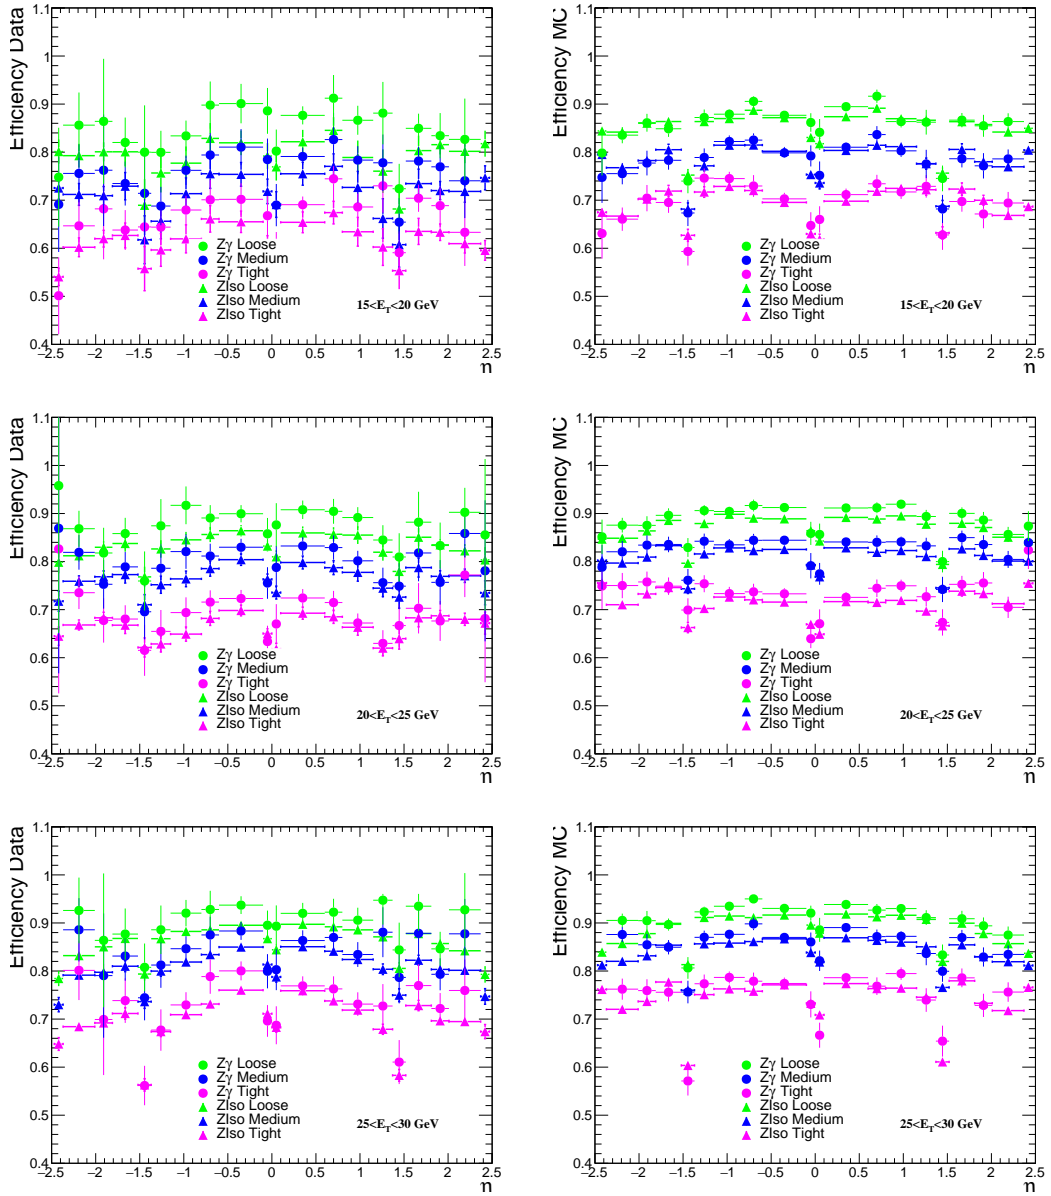 Efficiency Data
1.1
1
0.9
0.8
0.7
0.6
0.5
0.4
Zγ Loose
Zγ Medium
Zγ Tight
ZIso Loose
ZIso Medium
ZIso Tight
15<E_T<20 GeV
−2.5 −2 −1.5 −1 −0.5 0 0.5 1 1.5 2 2.5
η
Efficiency MC
1.1
1
0.9
0.8
0.7
0.6
0.5
0.4
Zγ Loose
Zγ Medium
Zγ Tight
ZIso Loose
ZIso Medium
ZIso Tight
15<E_T<20 GeV
−2.5 −2 −1.5 −1 −0.5 0 0.5 1 1.5 2 2.5
η
Efficiency Data
1.1
1
0.9
0.8
0.7
0.6
0.5
0.4
Zγ Loose
Zγ Medium
Zγ Tight
ZIso Loose
ZIso Medium
ZIso Tight
20<E_T<25 GeV
−2.5 −2 −1.5 −1 −0.5 0 0.5 1 1.5 2 2.5
η
Efficiency MC
1.1
1
0.9
0.8
0.7
0.6
0.5
0.4
Zγ Loose
Zγ Medium
Zγ Tight
ZIso Loose
ZIso Medium
ZIso Tight
20<E_T<25 GeV
−2.5 −2 −1.5 −1 −0.5 0 0.5 1 1.5 2 2.5
η
Efficiency Data
1.1
1
0.9
0.8
0.7
0.6
0.5
0.4
Zγ Loose
Zγ Medium
Zγ Tight
ZIso Loose
ZIso Medium
ZIso Tight
25<E_T<30 GeV
−2.5 −2 −1.5 −1 −0.5 0 0.5 1 1.5 2 2.5
η
Efficiency MC
1.1
1
0.9
0.8
0.7
0.6
0.5
0.4
Zγ Loose
Zγ Medium
Zγ Tight
ZIso Loose
ZIso Medium
ZIso Tight
25<E_T<30 GeV
−2.5 −2 −1.5 −1 −0.5 0 0.5 1 1.5 2 2.5
η